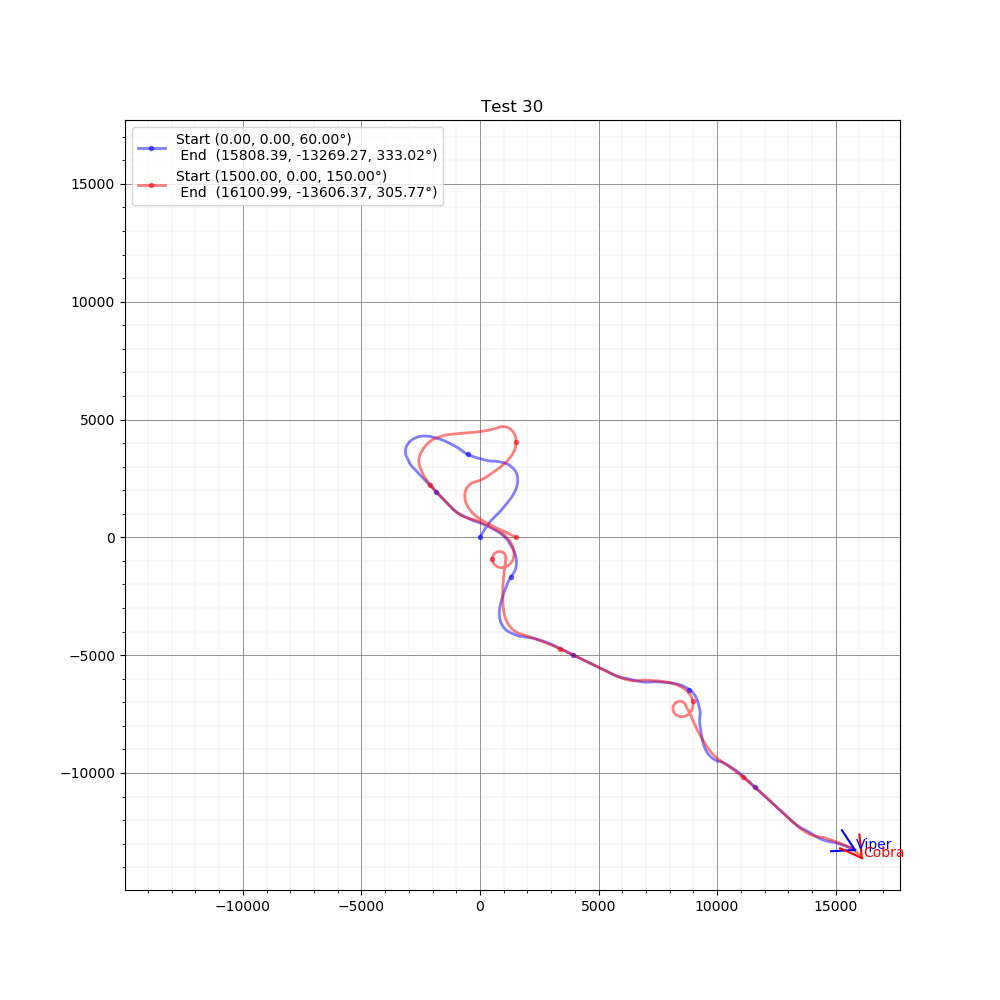 Test 30
Start (0.00, 0.00, 60.00°)
End (15808.39, -13269.27, 333.02°)
Start (1500.00, 0.00, 150.00°)
End (16100.99, -13606.37, 305.77°)
15000
10000
5000
0
−5000
−10000
Viper
Cobra
−10000
−5000
0
5000
10000
15000